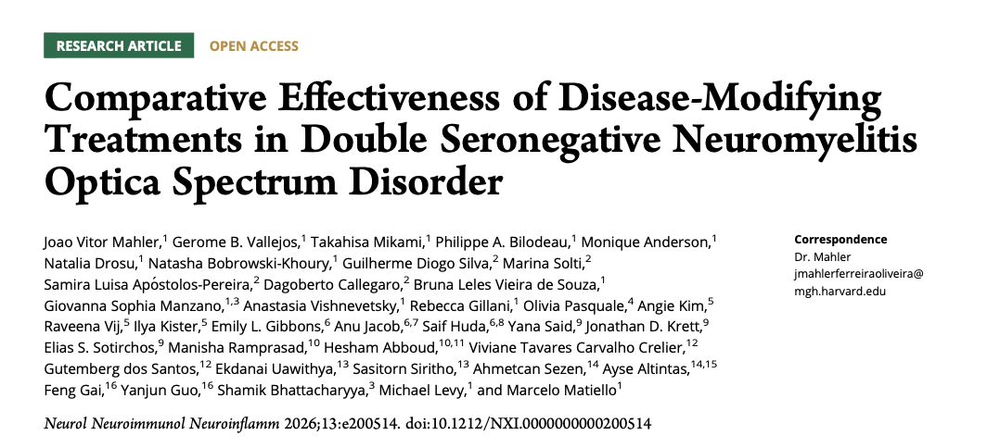 RESEARCH ARTICLE OPEN ACCESS
Comparative Effectiveness of Disease-Modifying
Treatments in Double Seronegative Neuromyelitis
Optica Spectrum Disorder
Joao Vitor Mahler,1 Gerome B. Vallejos,1 Takahisa Mikami,1 Philippe A. Bilodeau,1 Monique Anderson,1
Natalia Drosu,1 Natasha Bobrowski-Khoury,1 Guilherme Diogo Silva,2 Marina Solti,2
Samira Luisa Apóstolos-Pereira,2 Dagoberto Callegaro,2 Bruna Leles Vieira de Souza,1
Giovanna Sophia Manzano,1,3 Anastasia Vishnevetsky,1 Rebecca Gillani,1 Olivia Pasquale,4 Angie Kim,5
Raveena Vij,5 Ilya Kister,5 Emily L. Gibbons,6 Anu Jacob,6,7 Saif Huda,6,8 Yana Said,9 Jonathan D. Krett,9
Elias S. Sotirchos,9 Manisha Ramprasad,10 Hesham Abboud,10,11 Viviane Tavares Carvalho Crelier,12
Gutemberg dos Santos,12 Ekdanai Uawithya,13 Sasitorn Siritho,13 Ahmetcan Sezen,14 Ayse Altintas,14,15
Feng Gai,16 Yanjun Guo,16 Shamik Bhattacharyya,3 Michael Levy,1 and Marcelo Matiello1
Correspondence
Dr. Mahler
jmahlerferreiraoliveira@
mgh.harvard.edu
Neurol Neuroimmunol Neuroinflamm 2026;13:e200514. doi:10.1212/NXI.0000000000200514